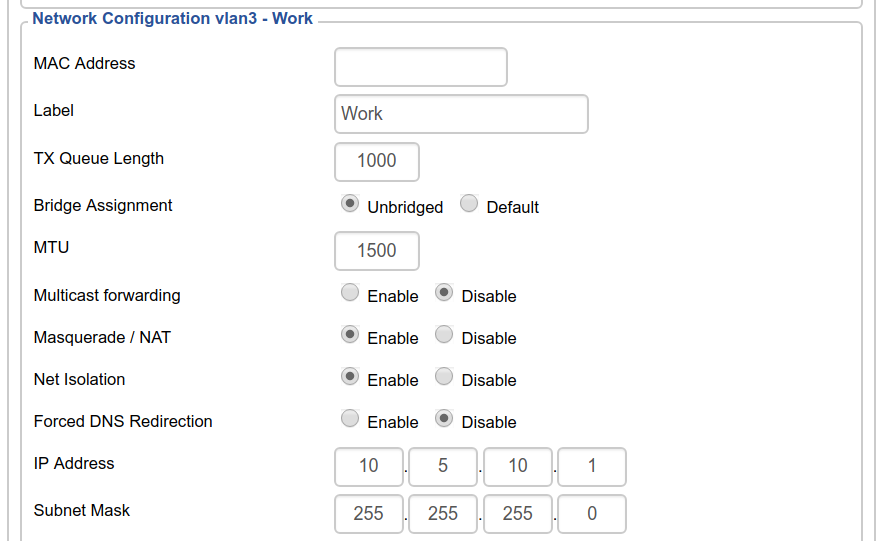 Network Configuration vlan3 - Work
MAC Address
Label Work
TX Queue Length 1000
Bridge Assignment Unbridged Default
MTU 1500
Multicast forwarding Enable Disable
Masquerade / NAT Enable Disable
Net Isolation Enable Disable
Forced DNS Redirection Enable Disable
IP Address 10 . 5 . 10 . 1
Subnet Mask 255 . 255 . 255 . 0